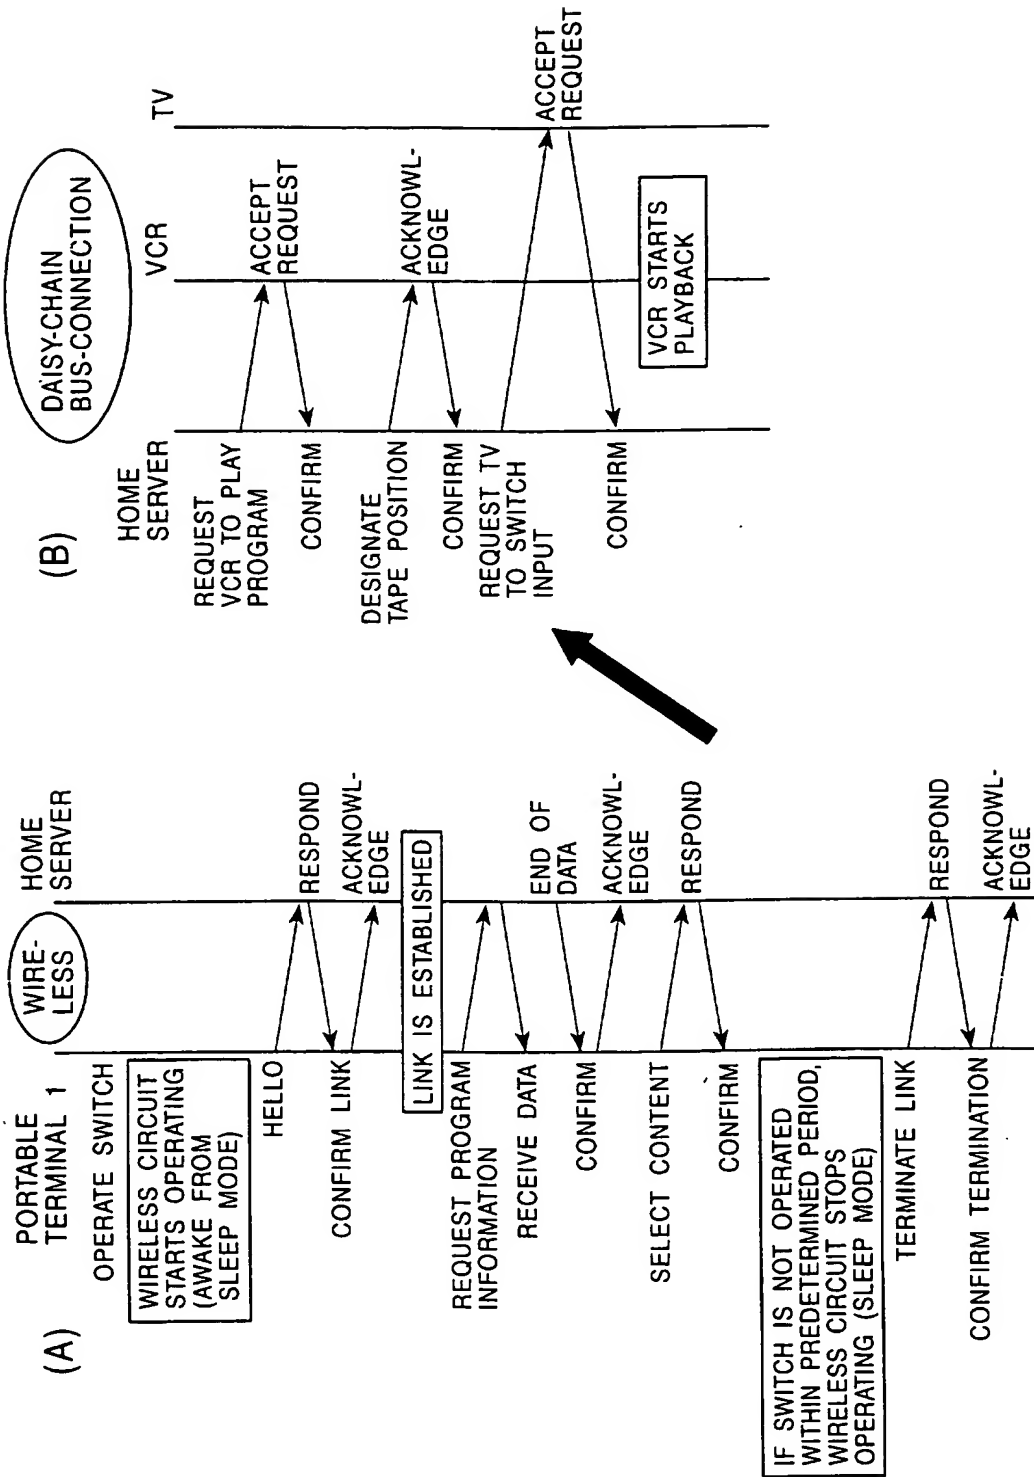 (A)
PORTABLE
TERMINAL 1
WIRE-
LESS
HOME
SERVER
OPERATE SWITCH
WIRELESS CIRCUIT
STARTS OPERATING
(AWAKE FROM
SLEEP MODE)
HELLO
RESPOND
CONFIRM LINK
ACKNOWL-
EDGE
LINK IS ESTABLISHED
REQUEST PROGRAM
INFORMATION
RECEIVE DATA
END OF
DATA
CONFIRM
ACKNOWL-
EDGE
SELECT CONTENT
RESPOND
CONFIRM
IF SWITCH IS NOT OPERATED
WITHIN PREDETERMINED PERIOD,
WIRELESS CIRCUIT STOPS
OPERATING (SLEEP MODE)
TERMINATE LINK
RESPOND
CONFIRM TERMINATION
ACKNOWL-
EDGE
(B)
DAISY-CHAIN
BUS-CONNECTION
HOME
SERVER
VCR
TV
REQUEST
VCR TO PLAY
PROGRAM
ACCEPT
REQUEST
CONFIRM
DESIGNATE
TAPE POSITION
ACKNOWL-
EDGE
CONFIRM
REQUEST TV
TO SWITCH
INPUT
ACCEPT
REQUEST
CONFIRM
VCR STARTS
PLAYBACK